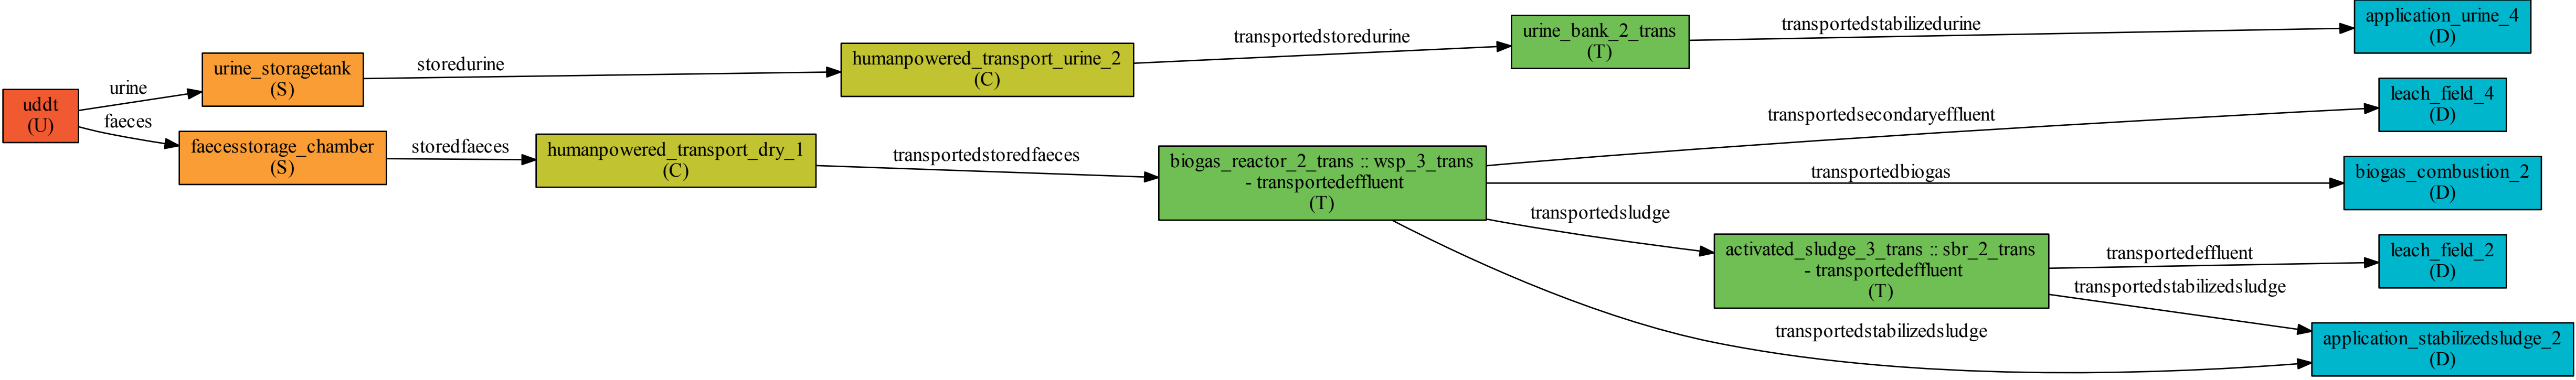 uddt
(U)
urine
faeces
urine_storagetank
(S)
faecesstorage_chamber
(S)
storedurine
storedfaeces
humanpowered_transport_urine_2
(C)
humanpowered_transport_dry_1
(C)
transportedstoredurine
transportedstoredfaeces
urine_bank_2_trans
(T)
biogas_reactor_2_trans :: wsp_3_trans
- transportedeffluent
(T)
transportedstabilizedurine
transportedsecondaryeffluent
transportedbiogas
transportedsludge
transportedstabilizedsludge
activated_sludge_3_trans :: sbr_2_trans
- transportedeffluent
(T)
transportedeffluent
transportedstabilizedsludge
application_urine_4
(D)
leach_field_4
(D)
biogas_combustion_2
(D)
leach_field_2
(D)
application_stabilizedsludge_2
(D)